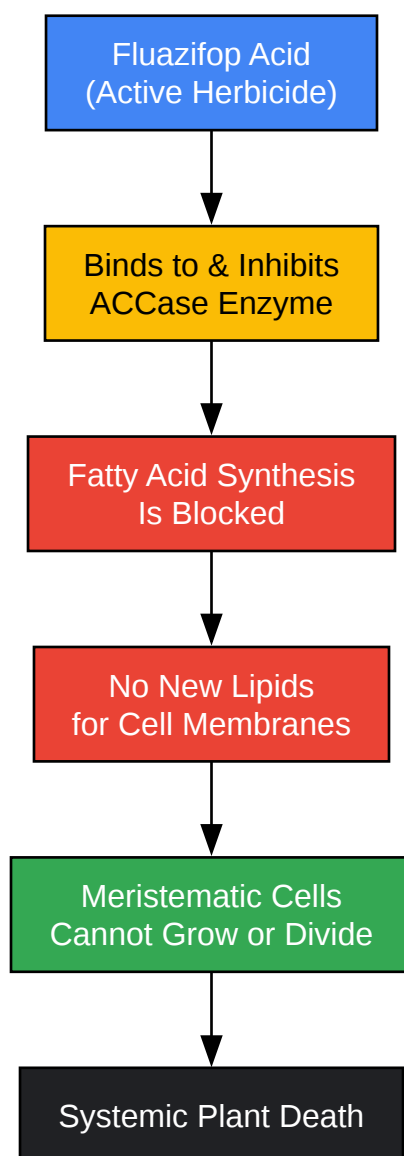 Fluazifop Acid
(Active Herbicide)
Binds to & Inhibits
ACCase Enzyme
Fatty Acid Synthesis
Is Blocked
No New Lipids
for Cell Membranes
Meristematic Cells
Cannot Grow or Divide
Systemic Plant Death